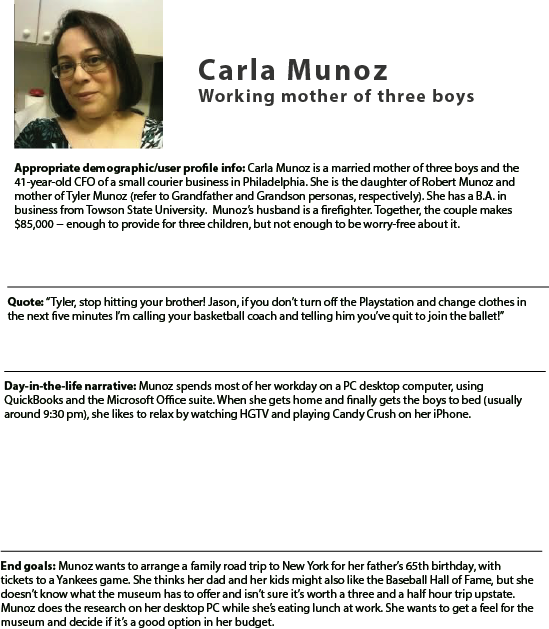 Carla Munoz
Working mother of three boys
Appropriate demographic/user profile info: Carla Munoz is a married mother of three boys and the
41-year-old CFO of a small courier business in Philadelphia. She is the daughter of Robert Munoz and
mother of Tyler Munoz (refer to Grandfather and Grandson personas, respectively). She has a B.A. in
business from Towson State University.  Munoz's husband is a firefighter. Together, the couple makes
$85,000 – enough to provide for three children, but not enough to be worry-free about it.
Quote: “Tyler, stop hitting your brother! Jason, if you don’t turn off the Playstation and change clothes in
the next five minutes I’m calling your basketball coach and telling him you’ve quit to join the ballet!”
Day-in-the-life narrative: Munoz spends most of her workday on a PC desktop computer, using
QuickBooks and the Microsoft Office suite. When she gets home and finally gets the boys to bed (usually
around 9:30 pm), she likes to relax by watching HGTV and playing Candy Crush on her iPhone.
End goals: Munoz wants to arrange a family road trip to New York for her father’s 65th birthday, with
tickets to a Yankees game. She thinks her dad and her kids might also like the Baseball Hall of Fame, but she
doesn’t know what the museum has to offer and isn’t sure it’s worth a three and a half hour trip upstate.
Munoz does the research on her desktop PC while she’s eating lunch at work. She wants to get a feel for the
museum and decide if it’s a good option in her budget.